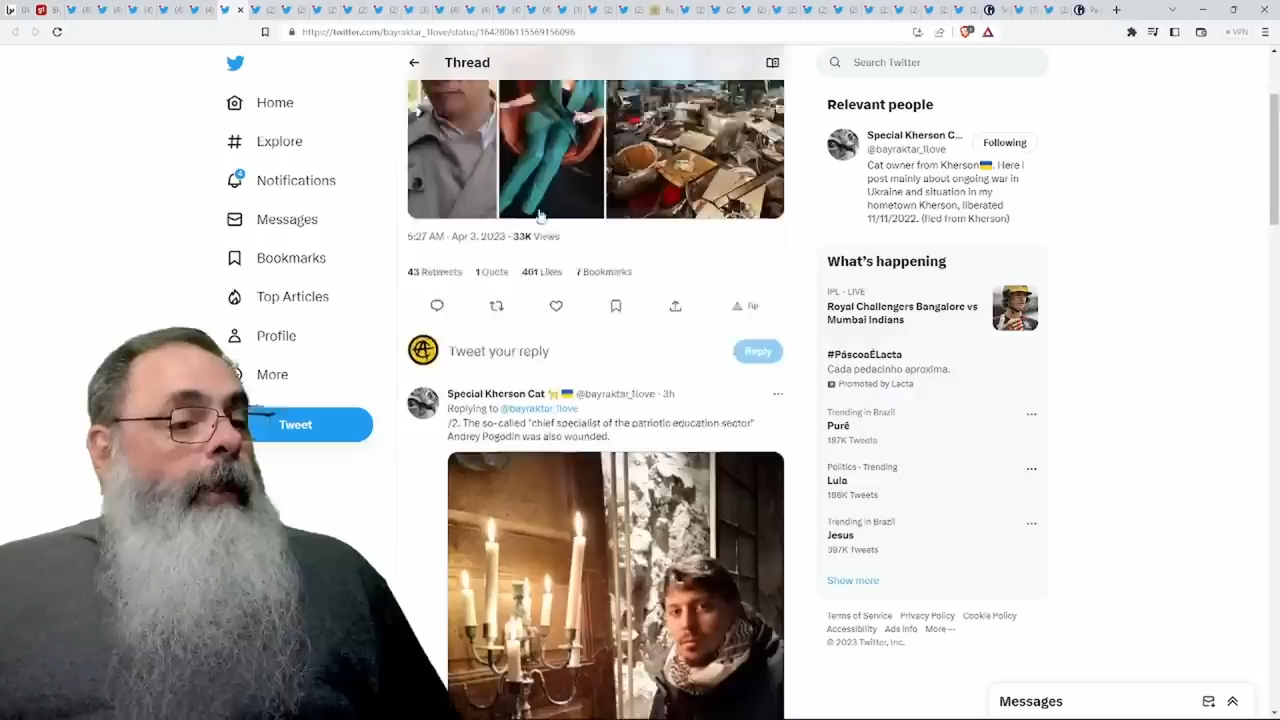 https://twitter.com/bayraktar_1love/status/1642806115569156096
VPN
Home
Explore
4
Notifications
Messages
Bookmarks
Top Articles
Profile
More
Tweet
Thread
5:27 AM · Apr 3, 2023 · 33K Views
43 Retweets 1 Quote 461 Likes 7 Bookmarks
Tip
Tweet your reply
Reply
Special Kherson Cat @bayraktar_1love · 3h
Replying to @bayraktar_1love
/2. The so-called "chief specialist of the patriotic education sector"
Andrey Pogodin was also wounded.
Search Twitter
Relevant people
Special Kherson C...
@bayraktar_1love
Following
Cat owner from Kherson. Here I
post mainly about ongoing war in
Ukraine and situation in my
hometown Kherson, liberated
11/11/2022. (fled from Kherson)
What's happening
IPL · LIVE
Royal Challengers Bangalore vs
Mumbai Indians
#PáscoaÉLacta
Cada pedacinho aproxima.
Promoted by Lacta
Trending in Brazil
Puré
187K Tweets
Politics · Trending
Lula
186K Tweets
Trending in Brazil
Jesus
397K Tweets
Show more
Terms of Service Privacy Policy Cookie Policy
Accessibility Ads info More ···
© 2023 Twitter, Inc.
Messages